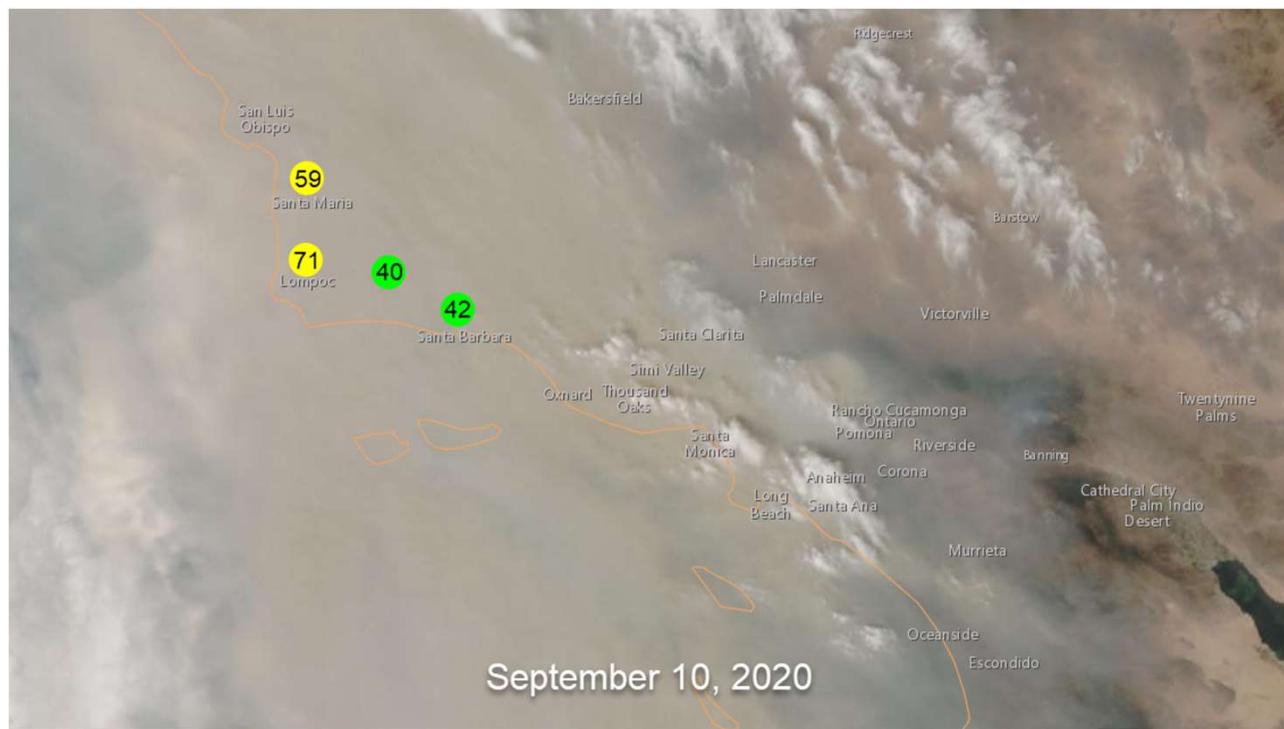 Ridgecrest
Bakersfield
San Luis
Obispo
59
Santa Maria
Barstow
71
Lompoc
40
Lancaster
Palmdale
42
Santa Barbara
Victorville
Santa Clarita
Simi Valley
Oxnard
Thousand
Oaks
Rancho Cucamonga
Ontario
Pomona
Twentynine
Palms
Santa
Monica
Riverside
Banning
Corona
Anaheim
Long
Beach
Santa Ana
Cathedral City
Palm Indio
Desert
Murrieta
Oceanside
Escondido
September 10, 2020